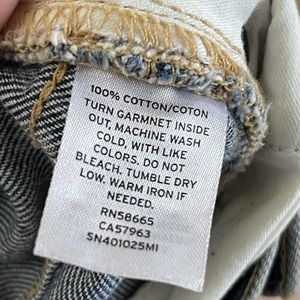 100% COTTON/COTON
TURN GARMNET INSIDE
OUT, MACHINE WASH
COLD, WITH LIKE
COLORS. DO NOT
BLEACH. TUMBLE DRY
LOW. WARM IRON IF
NEEDED.
RN58665
CA57963
SN401025MI